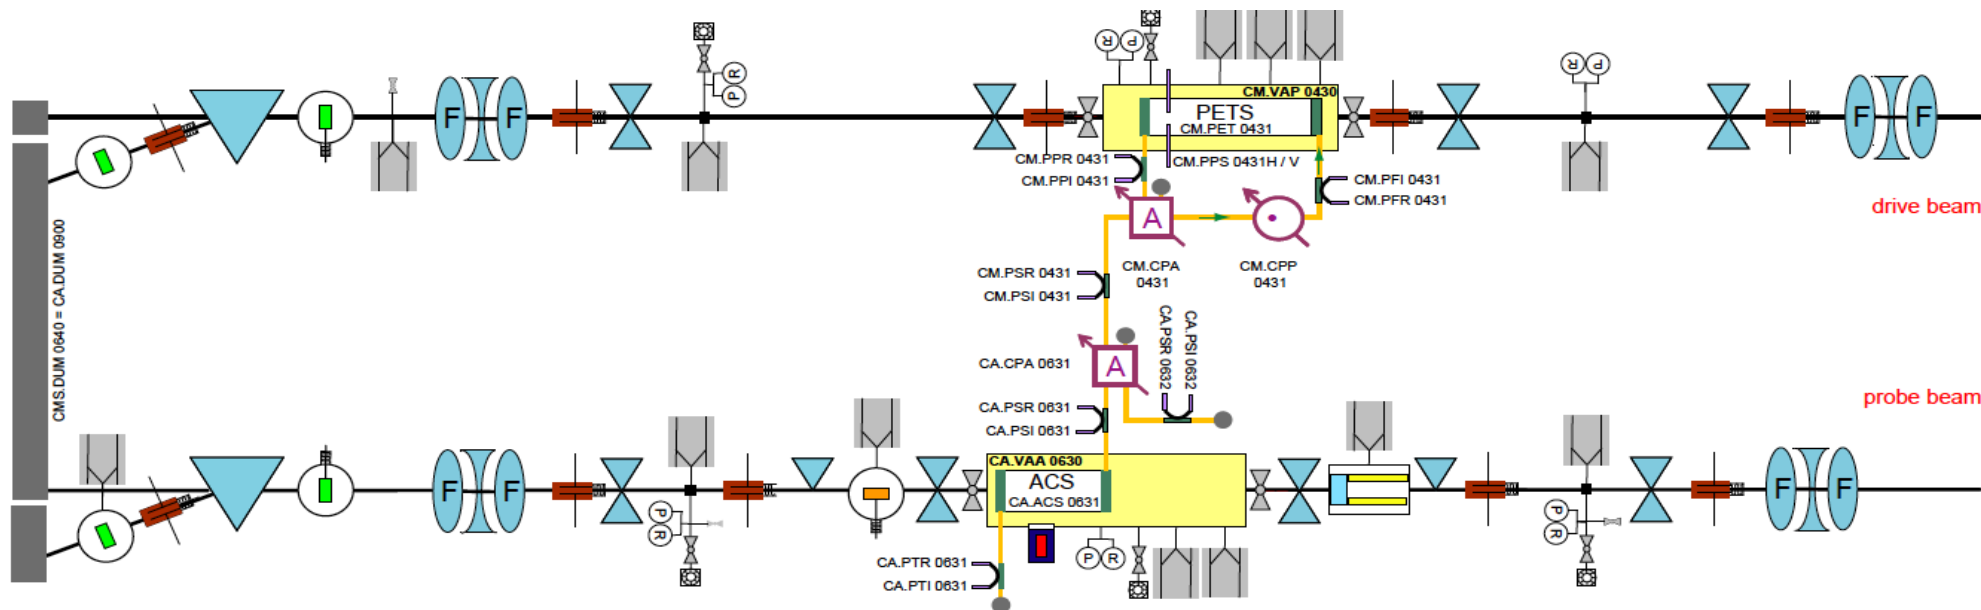 R
P
R
P
CM.VAP 0430
PETS
CM.PET 0431
R
P
F
F
F
F
CM.PPR 0431
CM.PPI 0431
CM.PPS 0431H / V
CM.PFI 0431
CM.PFR 0431
drive beam
A
CM.CPA
0431
CM.CPP
0431
CM.PSR 0431
CM.PSI 0431
CMS.DUM 0640 = CA.DUM 0900
CA.PSR 0632
CA.PSI 0632
CA.CPA 0631
A
probe beam
CA.PSR 0631
CA.PSI 0631
CA.VAA 0630
ACS
CA.ACS 0631
F
F
F
F
P
R
P
R
P
R
CA.PTR 0631
CA.PTI 0631